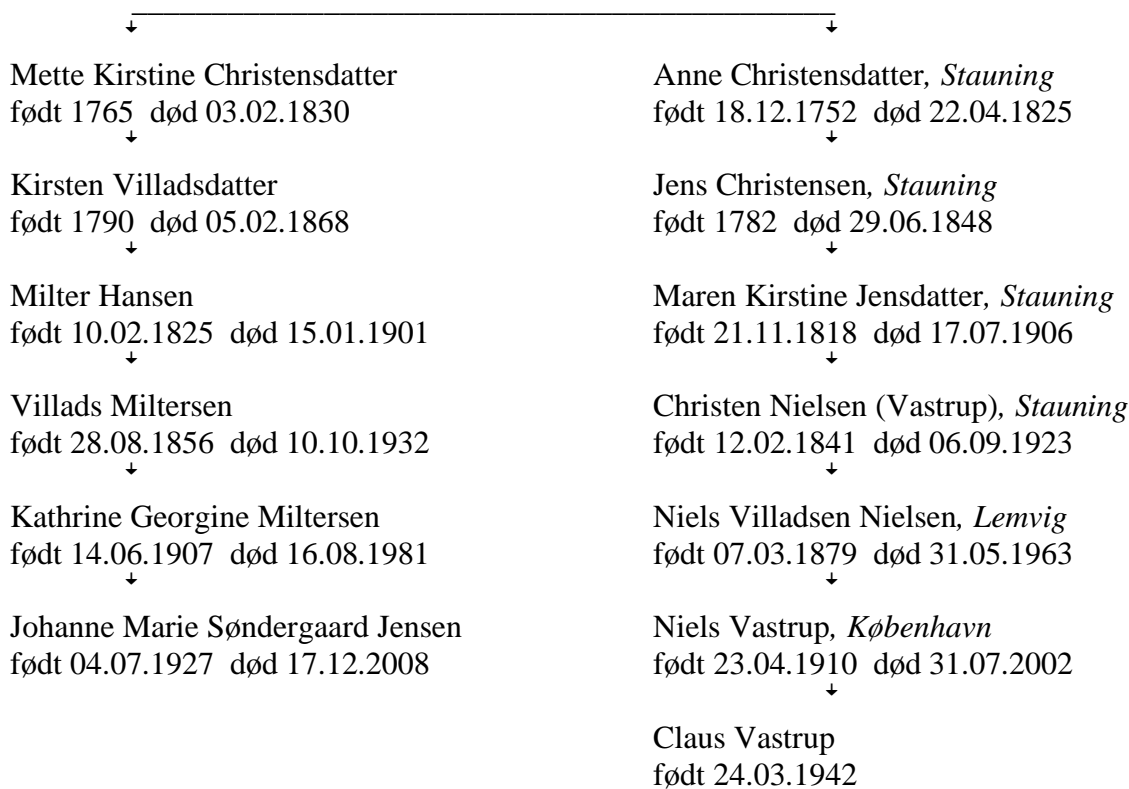 Mette Kirstine Christensdatter
født 1765 død 03.02.1830
Kirsten Villadsdatter
født 1790 død 05.02.1868
Milter Hansen
født 10.02.1825 død 15.01.1901
Villads Miltersen
født 28.08.1856 død 10.10.1932
Kathrine Georgine Miltersen
født 14.06.1907 død 16.08.1981
Johanne Marie Søndergaard Jensen
født 04.07.1927 død 17.12.2008
Anne Christensdatter, Stauning
født 18.12.1752 død 22.04.1825
Jens Christensen, Stauning
født 1782 død 29.06.1848
Maren Kirstine Jensdatter, Stauning
født 21.11.1818 død 17.07.1906
Christen Nielsen (Vastrup), Stauning
født 12.02.1841 død 06.09.1923
Niels Villadsen Nielsen, Lemvig
født 07.03.1879 død 31.05.1963
Niels Vastrup, København
født 23.04.1910 død 31.07.2002
Claus Vastrup
født 24.03.1942